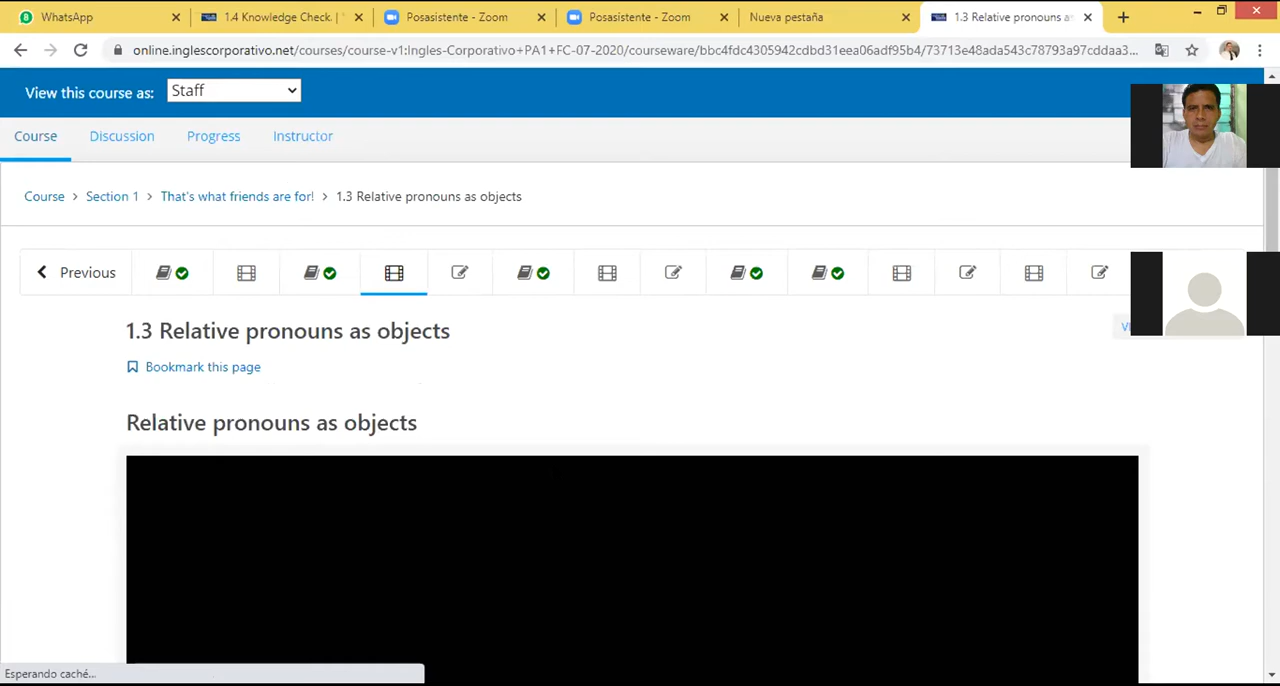 8 WhatsApp
1.4 Knowledge Check. |
Posasistente - Zoom
Posasistente - Zoom
Nueva pestaña
1.3 Relative pronouns as
online.inglescorporativo.net/courses/course-v1:Ingles-Corporativo+PA1+FC-07-2020/courseware/bbc4fdc4305942cdbd31eea06adf95b4/73713e48ada543c78793a97cddaa3...
View this course as: Staff
Course Discussion Progress Instructor
Course > Section 1 > That's what friends are for! > 1.3 Relative pronouns as objects
Previous
1.3 Relative pronouns as objects
Bookmark this page
Relative pronouns as objects
Esperando caché...